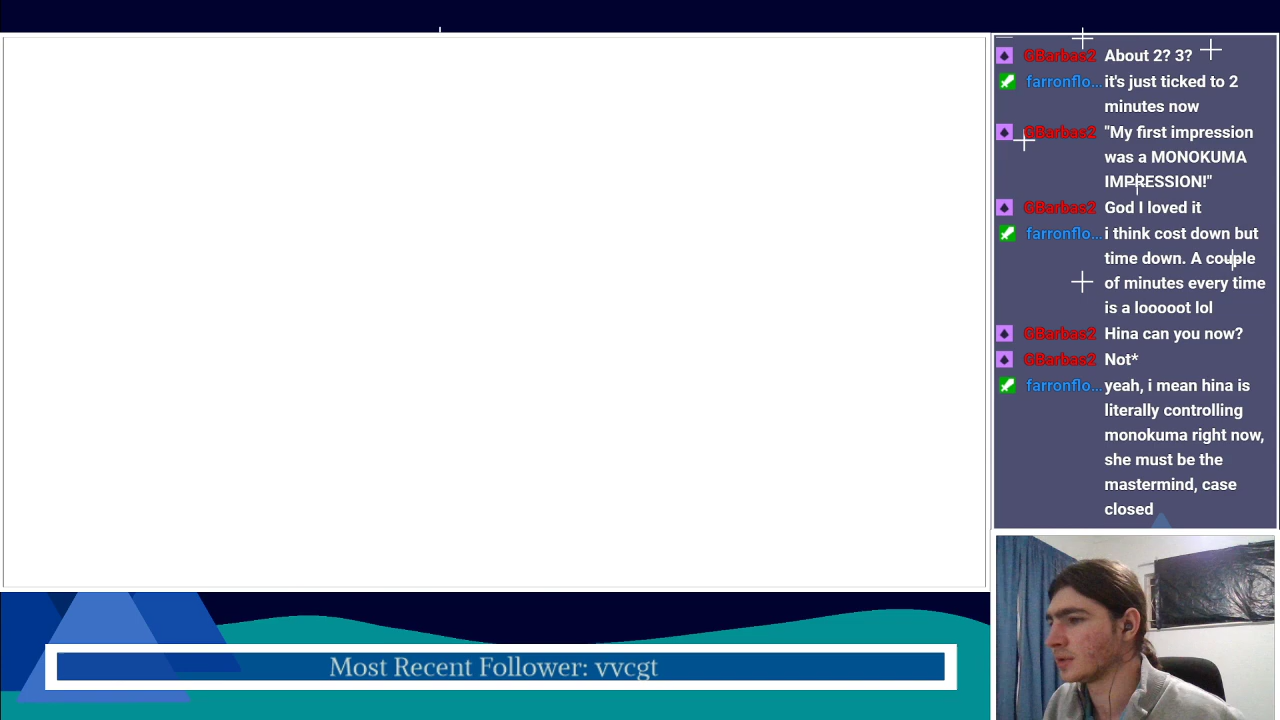 GBarbas2 About 2? 3?
farronflo... it's just ticked to 2
minutes now
GBarbas2 "My first impression
was a MONOKUMA
IMPRESSION!"
GBarbas2 God I loved it
farronflo... i think cost down but
time down. A couple
of minutes every time
is a looooot lol
GBarbas2 Hina can you now?
GBarbas2 Not*
farronflo... yeah, i mean hina is
literally controlling
monokuma right now,
she must be the
mastermind, case
closed
Most Recent Follower: vvcgt